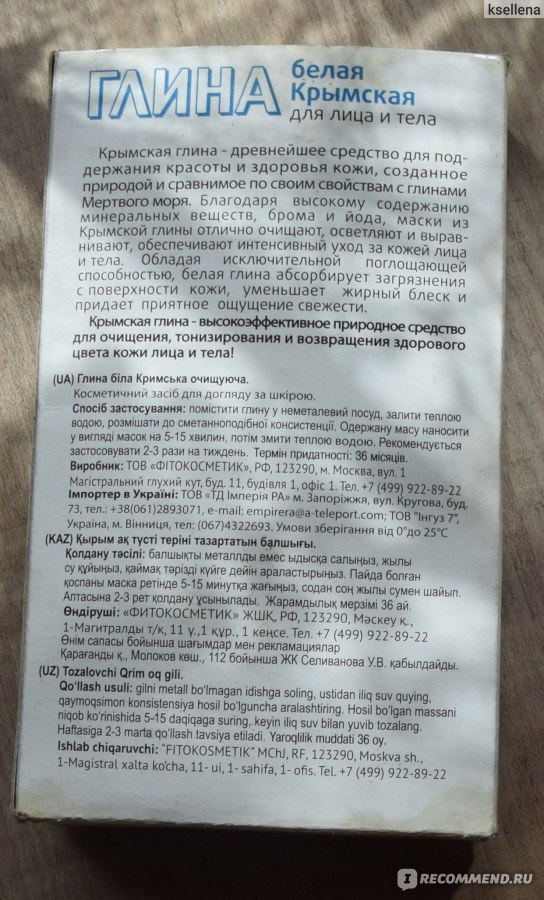 ksellena
ГЛИНА белая
Крымская
для лица и тела
Крымская глина - древнейшее средство для под-
держания красоты и здоровья кожи, созданное
природой и сравнимое по своим свойствам с глинами
Мертвого моря. Благодаря высокому содержанию
минеральных веществ, брома и йода, маски из
Крымской глины отлично очищают, осветляют и вырав-
нивают, обеспечивают интенсивный уход за кожей лица
и тела. Обладая исключительной поглощающей
способностью, белая глина абсорбирует загрязнения
с поверхности кожи, уменьшает жирный блеск и
придает приятное ощущение свежести.
Крымская глина - высокоэффективное природное средство
для очищения, тонизирования и возвращения здорового
цвета кожи лица и тела!
(UA) Глина біла Кримська очищуюча.
Косметичний засіб для догляду за шкірою.
Спосіб застосування: помістити глину у неметалевий посуд, залити теплою
водою, розмішати до сметаноподібної консистенції. Одержану масу наносити
у вигляді масок на 5-15 хвилин, потім змити теплою водою. Рекомендується
застосовувати 2-3 рази на тиждень. Термін придатності: 36 місяців.
Виробник: ТОВ «ФІТОКОСМЕТИК», РФ, 123290, м. Москва, вул. 1
Магістральний глухий кут, буд. 11, будівля 1, офіс 1. Тел. +7 (499) 922-89-22
Імпортер в Україні: ТОВ «ТД Імперія РА» м. Запоріжжя, вул. Кругова, буд.
73, тел.: +38(061)2893071, e-mail: empirera@a-teleport.com; ТОВ "Інгуз 7",
Україна, м. Вінниця, тел: (067)4322693. Умови зберігання від 0° до 25°С
(KAZ) Қырым ақ түсті теріні тазартатын балшығы.
Қолдану тәсілі: балшықты металлды емес ыдысқа салыңыз, жылы
су құйыңыз, қаймақ тәрізді күйге дейін араластырыңыз. Пайда болған
қоспаны маска ретінде 5-15 минутқа жағыңыз, содан соң жылы сумен шайып.
Аптасына 2-3 рет қолдану ұсынылады. Жарамдылық мерзімі 36 ай.
Өндіруші: «ФИТОКОСМЕТИК» ЖШҚ, РФ, 123290, Мәскеу қ.,
1-Магитралды т/к, 11 ү.,1 құр., 1 кеңсе. Тел. +7 (499) 922-89-22
Өнім сапасы бойынша шағымдар мен рекламациялар
Қарағанды қ., Молоков көш., 112 бойынша ЖК Селиванова У.В. қабылдайды.
(UZ) Tozalovchi Qrim oq gili.
Qo'llash usuli: gilni metall bo'lmagan idishga soling, ustidan iliq suv quying,
qaymoqsimon konsistensiya hosil bo'lguncha aralashtiring. Hosil bo'lgan massani
niqob ko'rinishida 5-15 daqiqaga suring, keyin iliq suv bilan yuvib tozalang.
Haftasiga 2-3 marta qo'llash tavsiya etiladi. Yaroqlilik muddati 36 oy.
Ishlab chiqaruvchi: "FITOKOSMETIK" MChJ, RF, 123290, Moskva sh.,
1-Magistral xalta ko'cha, 11- ui, 1- sahifa, 1- ofis. Tel. +7 (499) 922-89-22
IRECOMMEND.RU